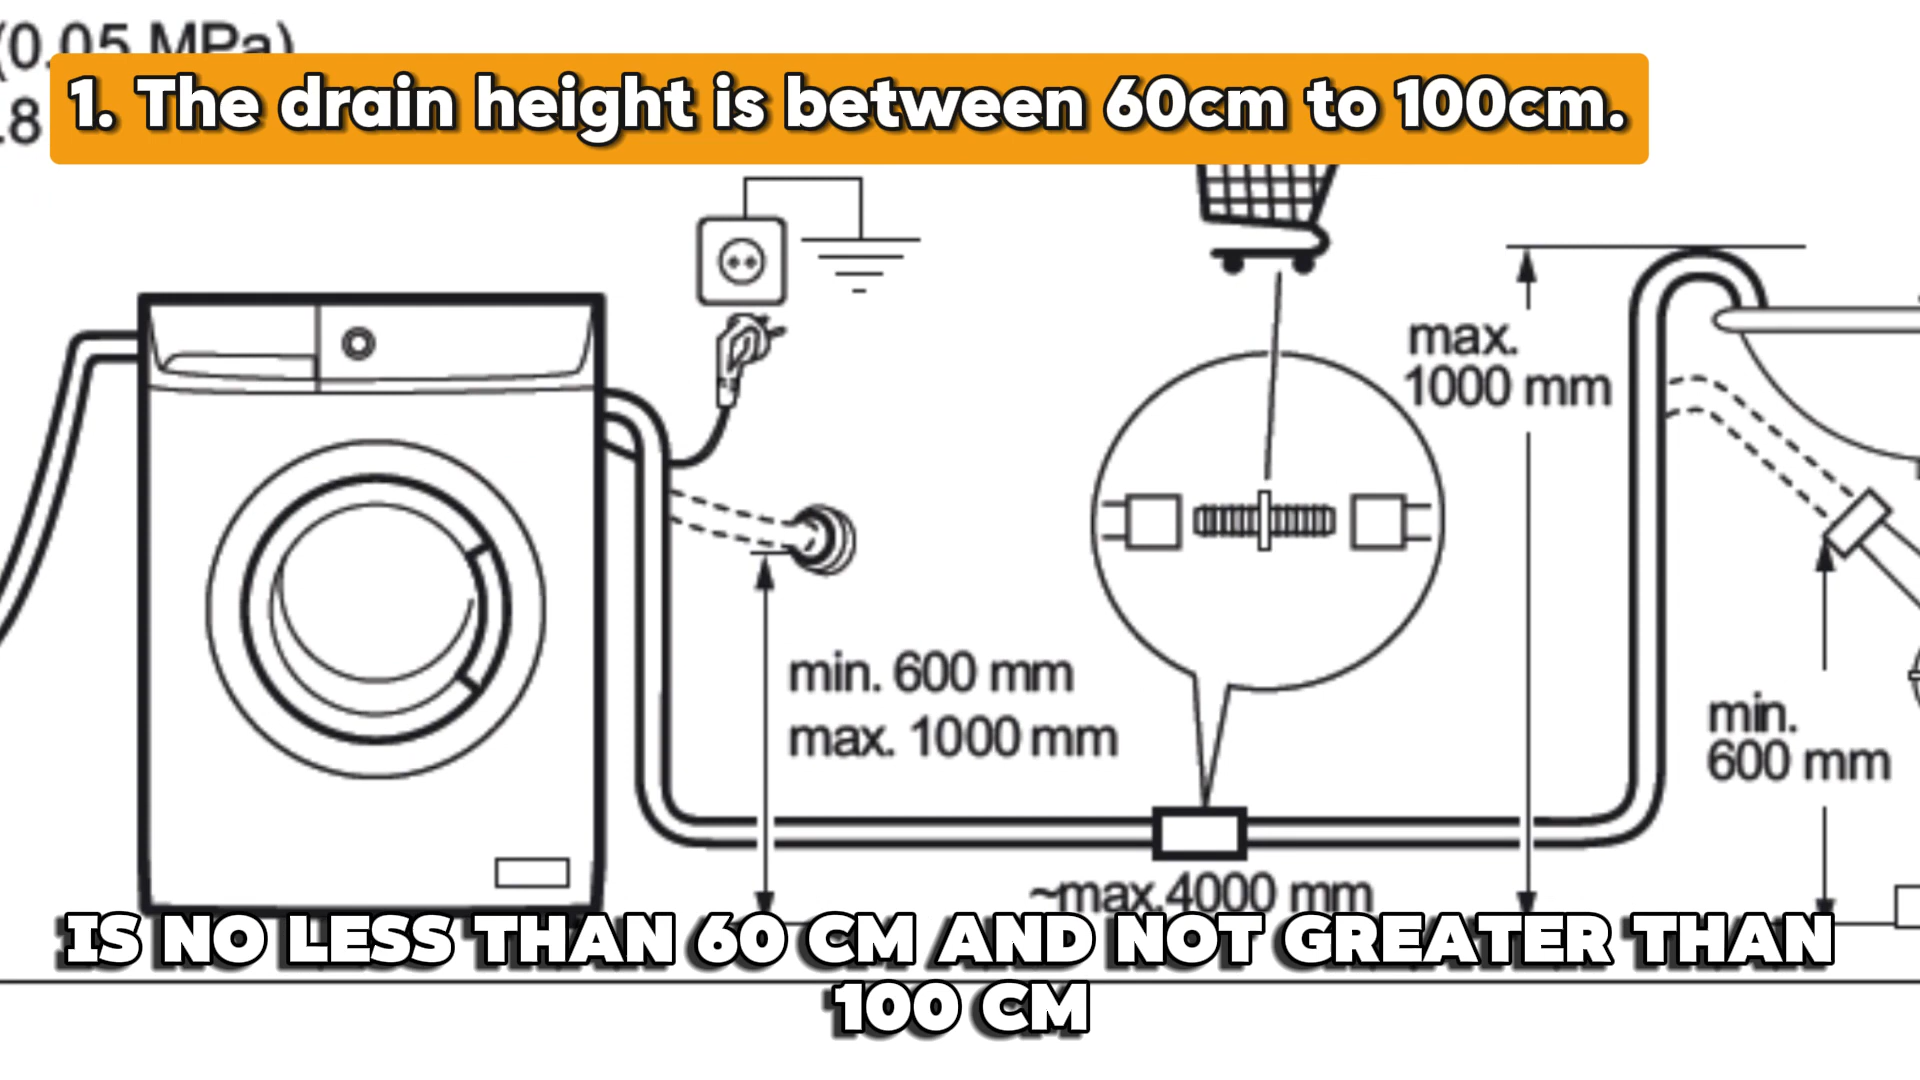 (0.05 MPa)
.8
1. The drain height is between 60cm to 100cm.
max.
1000 mm
min. 600 mm
max. 1000 mm
min.
600 mm
~max.4000 mm
IS NO LESS THAN 60 CM AND NOT GREATER THAN
100 CM